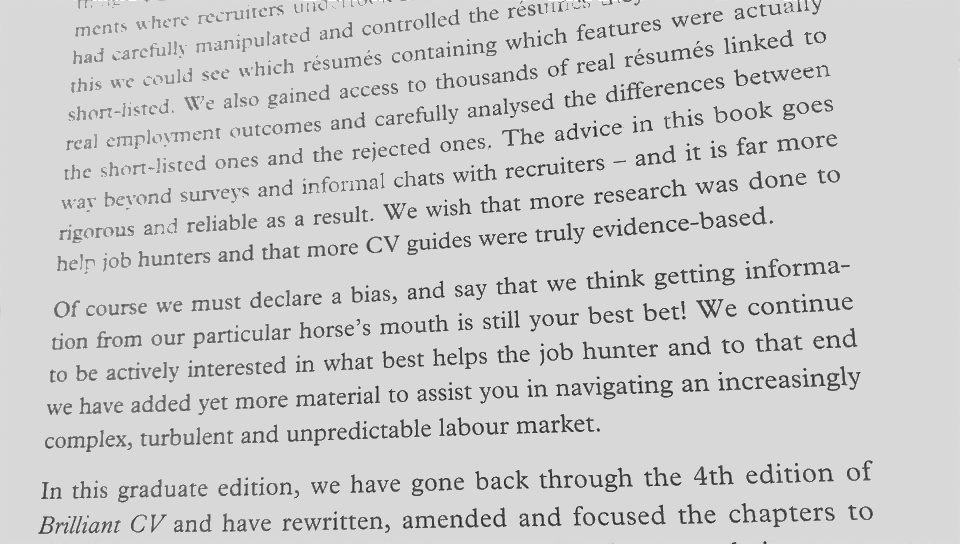 ments where recruiters
had carefully manipulated and controlled the résumés
this we could see which résumés containing which features were actually
short-listed. We also gained access to thousands of real résumés linked to
real employment outcomes and carefully analysed the differences between
the short-listed ones and the rejected ones. The advice in this book goes
way beyond surveys and informal chats with recruiters – and it is far more
rigorous and reliable as a result. We wish that more research was done to
help job hunters and that more CV guides were truly evidence-based.
Of course we must declare a bias, and say that we think getting informa-
tion from our particular horse's mouth is still your best bet! We continue
to be actively interested in what best helps the job hunter and to that end
we have added yet more material to assist you in navigating an increasingly
complex, turbulent and unpredictable labour market.
In this graduate edition, we have gone back through the 4th edition of
Brilliant CV and have rewritten, amended and focused the chapters to